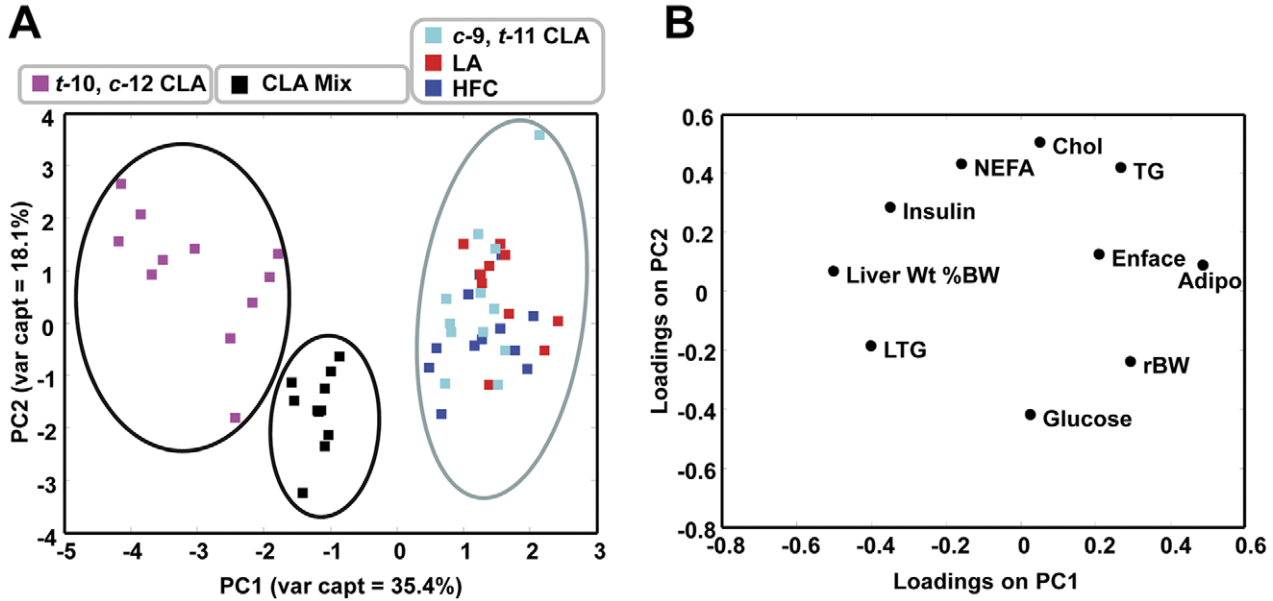 A
t-10, c-12 CLA
CLA Mix
c-9, t-11 CLA
LA
HFC
PC2 (var capt = 18.1%)
4
3
2
1
0
-1
-2
-3
-4
-5
-4
-3
-2
-1
0
1
2
3
PC1 (var capt = 35.4%)
B
Loadings on PC2
0.6
0.4
0.2
0
-0.2
-0.4
-0.6
-0.8
Chol
NEFA
TG
Insulin
Enface
Liver Wt %BW
Adipo
LTG
rBW
Glucose
-0.8
-0.6
-0.4
-0.2
0
0.2
0.4
0.6
Loadings on PC1